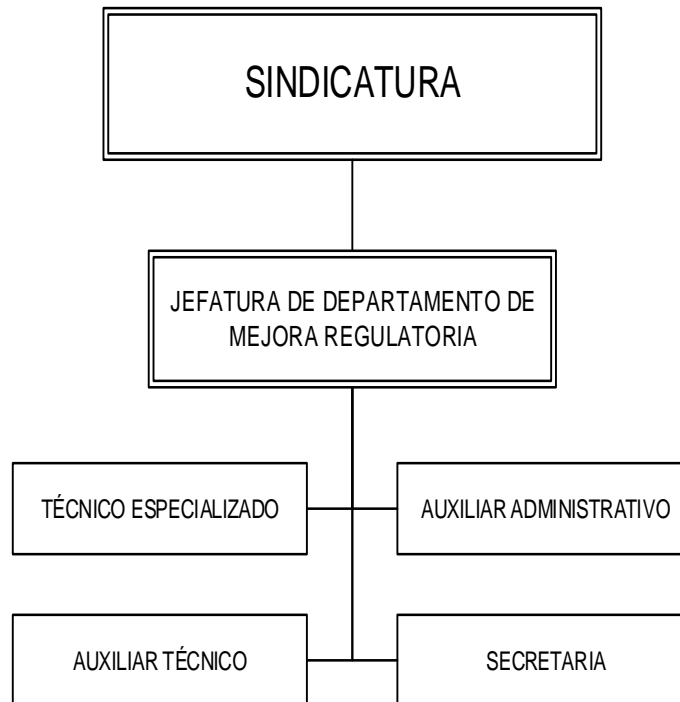 SINDICATURA
JEFATURA DE DEPARTAMENTO DE
MEJORA REGULATORIA
TÉCNICO ESPECIALIZADO
AUXILIAR ADMINISTRATIVO
AUXILIAR TÉCNICO
SECRETARIA